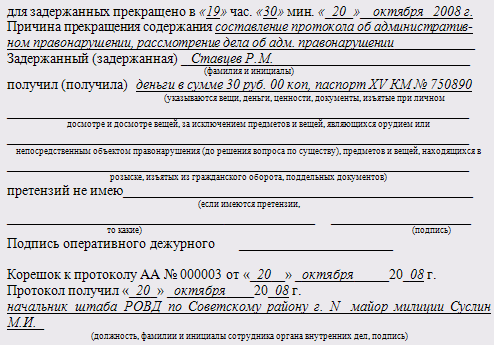 для задержанных прекращено в «19» час. «30» мин. « 20 » октября 2008 г.
Причина прекращения содержания составление протокола об административ-
ном правонарушении, рассмотрение дела об адм. правонарушении
Задержанный (задержанная) Ставцев Р.М.
(фамилия и инициалы)
получил (получила) деньги в сумме 30 руб. 00 коп, паспорт XV КМ № 750890
(указываются вещи, деньги, ценности, документы, изъятые при личном
досмотре и досмотре вещей, за исключением предметов и вещей, являющихся орудием или
непосредственным объектом правонарушения (до решения вопроса по существу), предметов и вещей, находящихся в
розыске, изъятых из гражданского оборота, поддельных документов)
претензий не имею
(если имеются претензии,
то какие) (подпись)
Подпись оперативного дежурного
Корешок к протоколу АА № 000003 от « 20 » октября 20 08 г.
Протокол получил « 20 » октября 20 08 г.
начальник штаба РОВД по Советскому району г. N майор милиции Суслин
М.И.
(должность, фамилии и инициалы сотрудника органа внутренних дел, подпись)